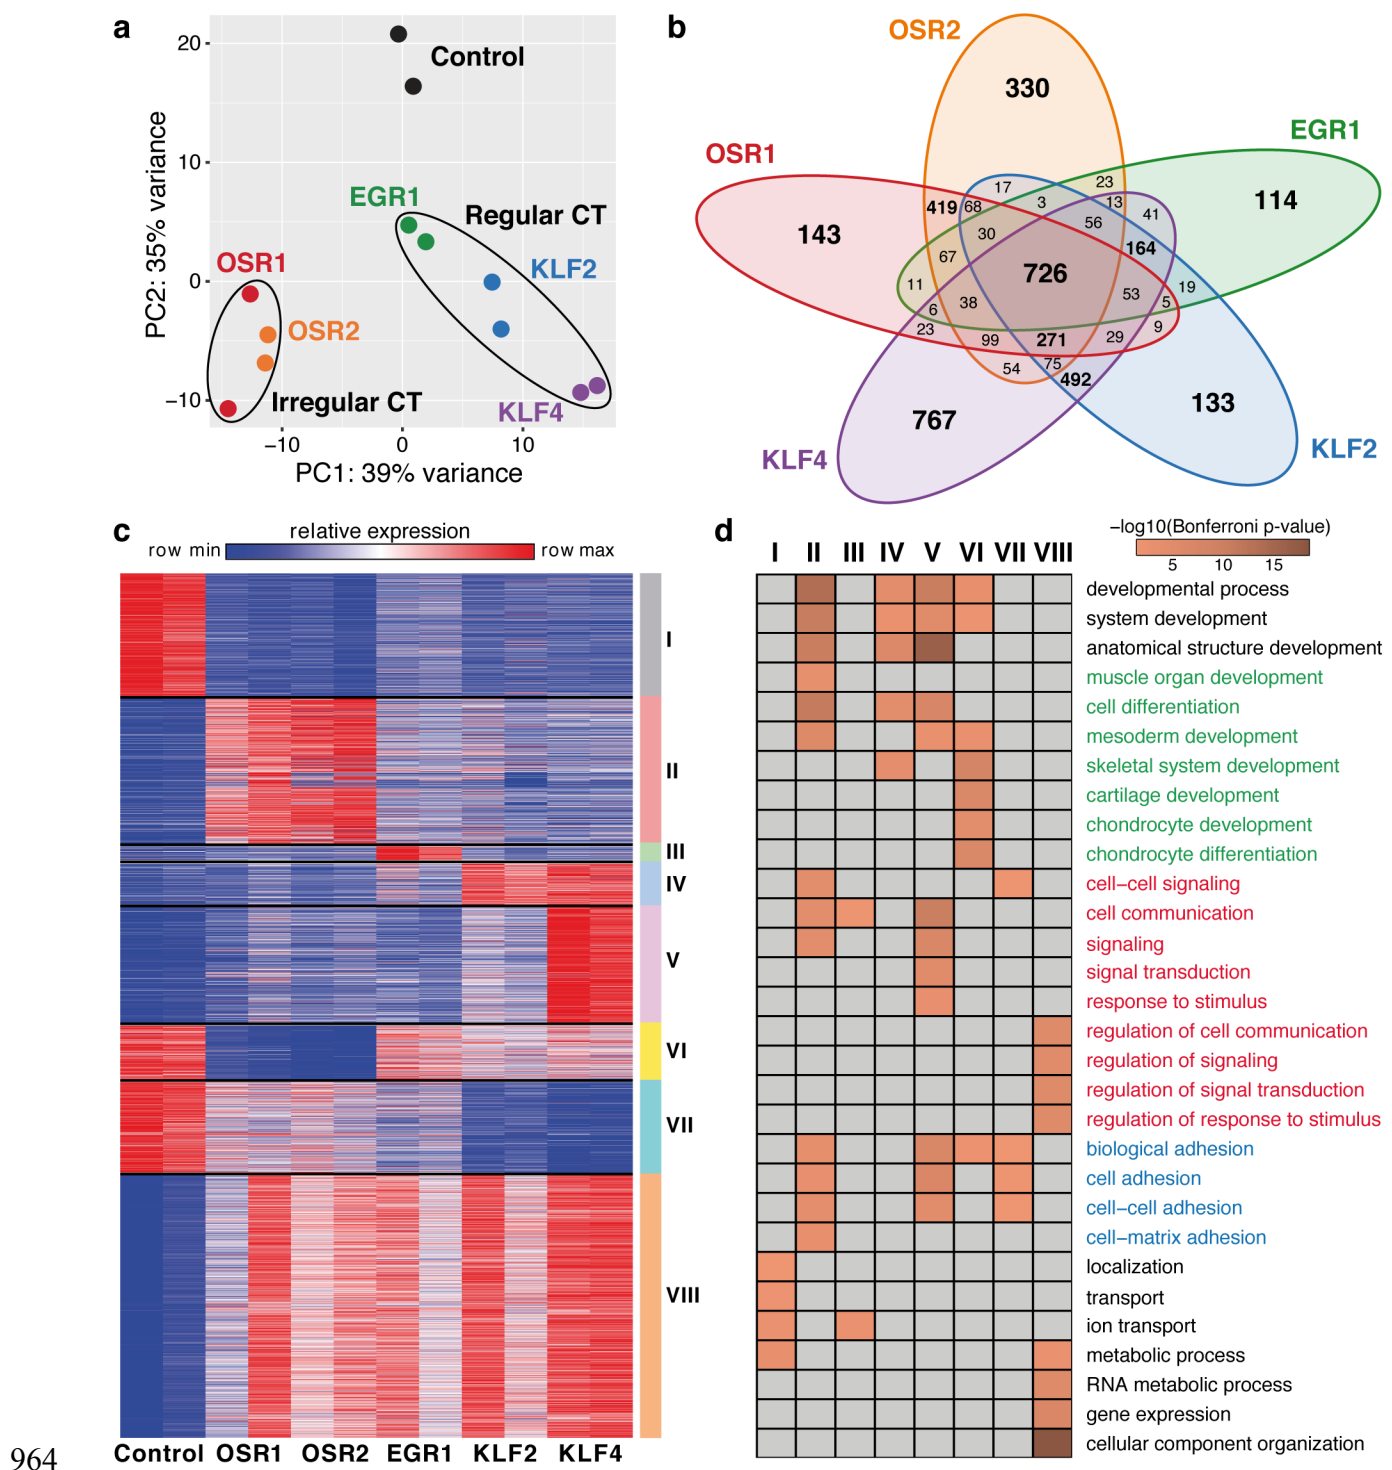 a
20
10
0
−10
−10
0
10
PC2: 35% variance
PC1: 39% variance
Control
EGR1
Regular CT
KLF2
OSR1
OSR2
Irregular CT
KLF4
b
OSR2
330
EGR1
OSR1
114
143
17
23
419
68
3
13
41
56
164
30
67
726
11
19
53
5
38
6
23
9
29
99
271
54
75
492
767
133
KLF4
KLF2
c
relative expression
row min
row max
I
II
III
IV
V
VI
VII
VIII
Control OSR1 OSR2 EGR1 KLF2 KLF4
d
−log10(Bonferroni p-value)
5 10 15
I II III IV V VI VII VIII
developmental process
system development
anatomical structure development
muscle organ development
cell differentiation
mesoderm development
skeletal system development
cartilage development
chondrocyte development
chondrocyte differentiation
cell−cell signaling
cell communication
signaling
signal transduction
response to stimulus
regulation of cell communication
regulation of signaling
regulation of signal transduction
regulation of response to stimulus
biological adhesion
cell adhesion
cell−cell adhesion
cell−matrix adhesion
localization
transport
ion transport
metabolic process
RNA metabolic process
gene expression
cellular component organization
964